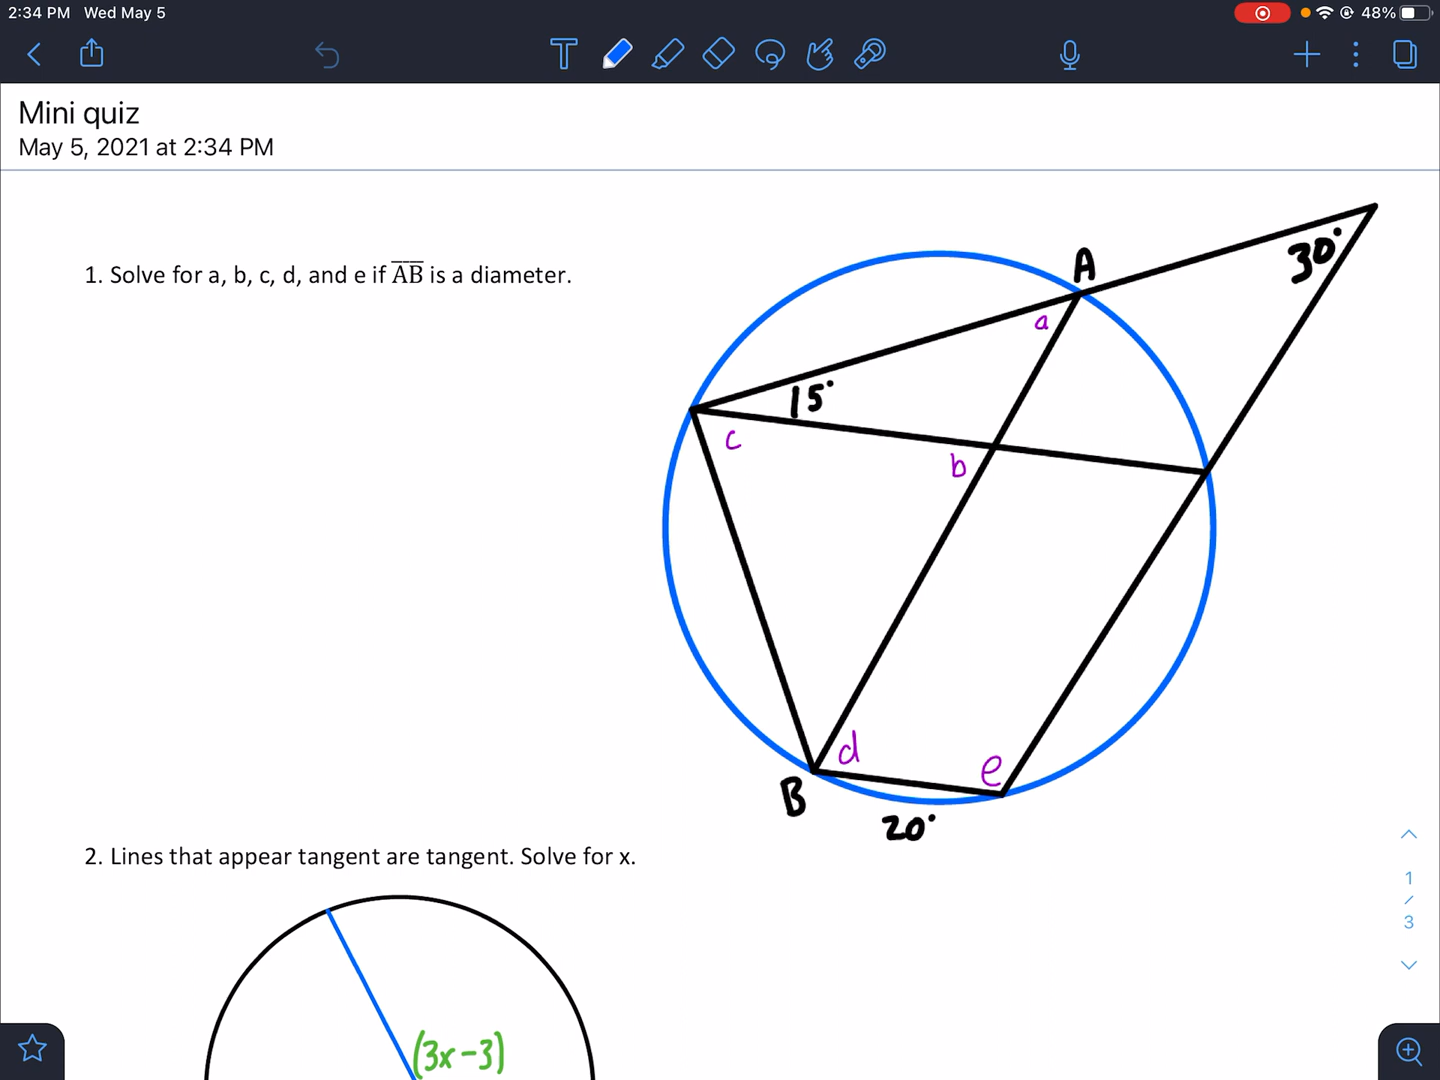 2:34 PM Wed May 5
48%
T
Mini quiz
May 5, 2021 at 2:34 PM
30°
A
1. Solve for a, b, c, d, and e if AB is a diameter.
a
15°
c
b
d
e
B
20°
2. Lines that appear tangent are tangent. Solve for x.
1
/
3
(3x-3)